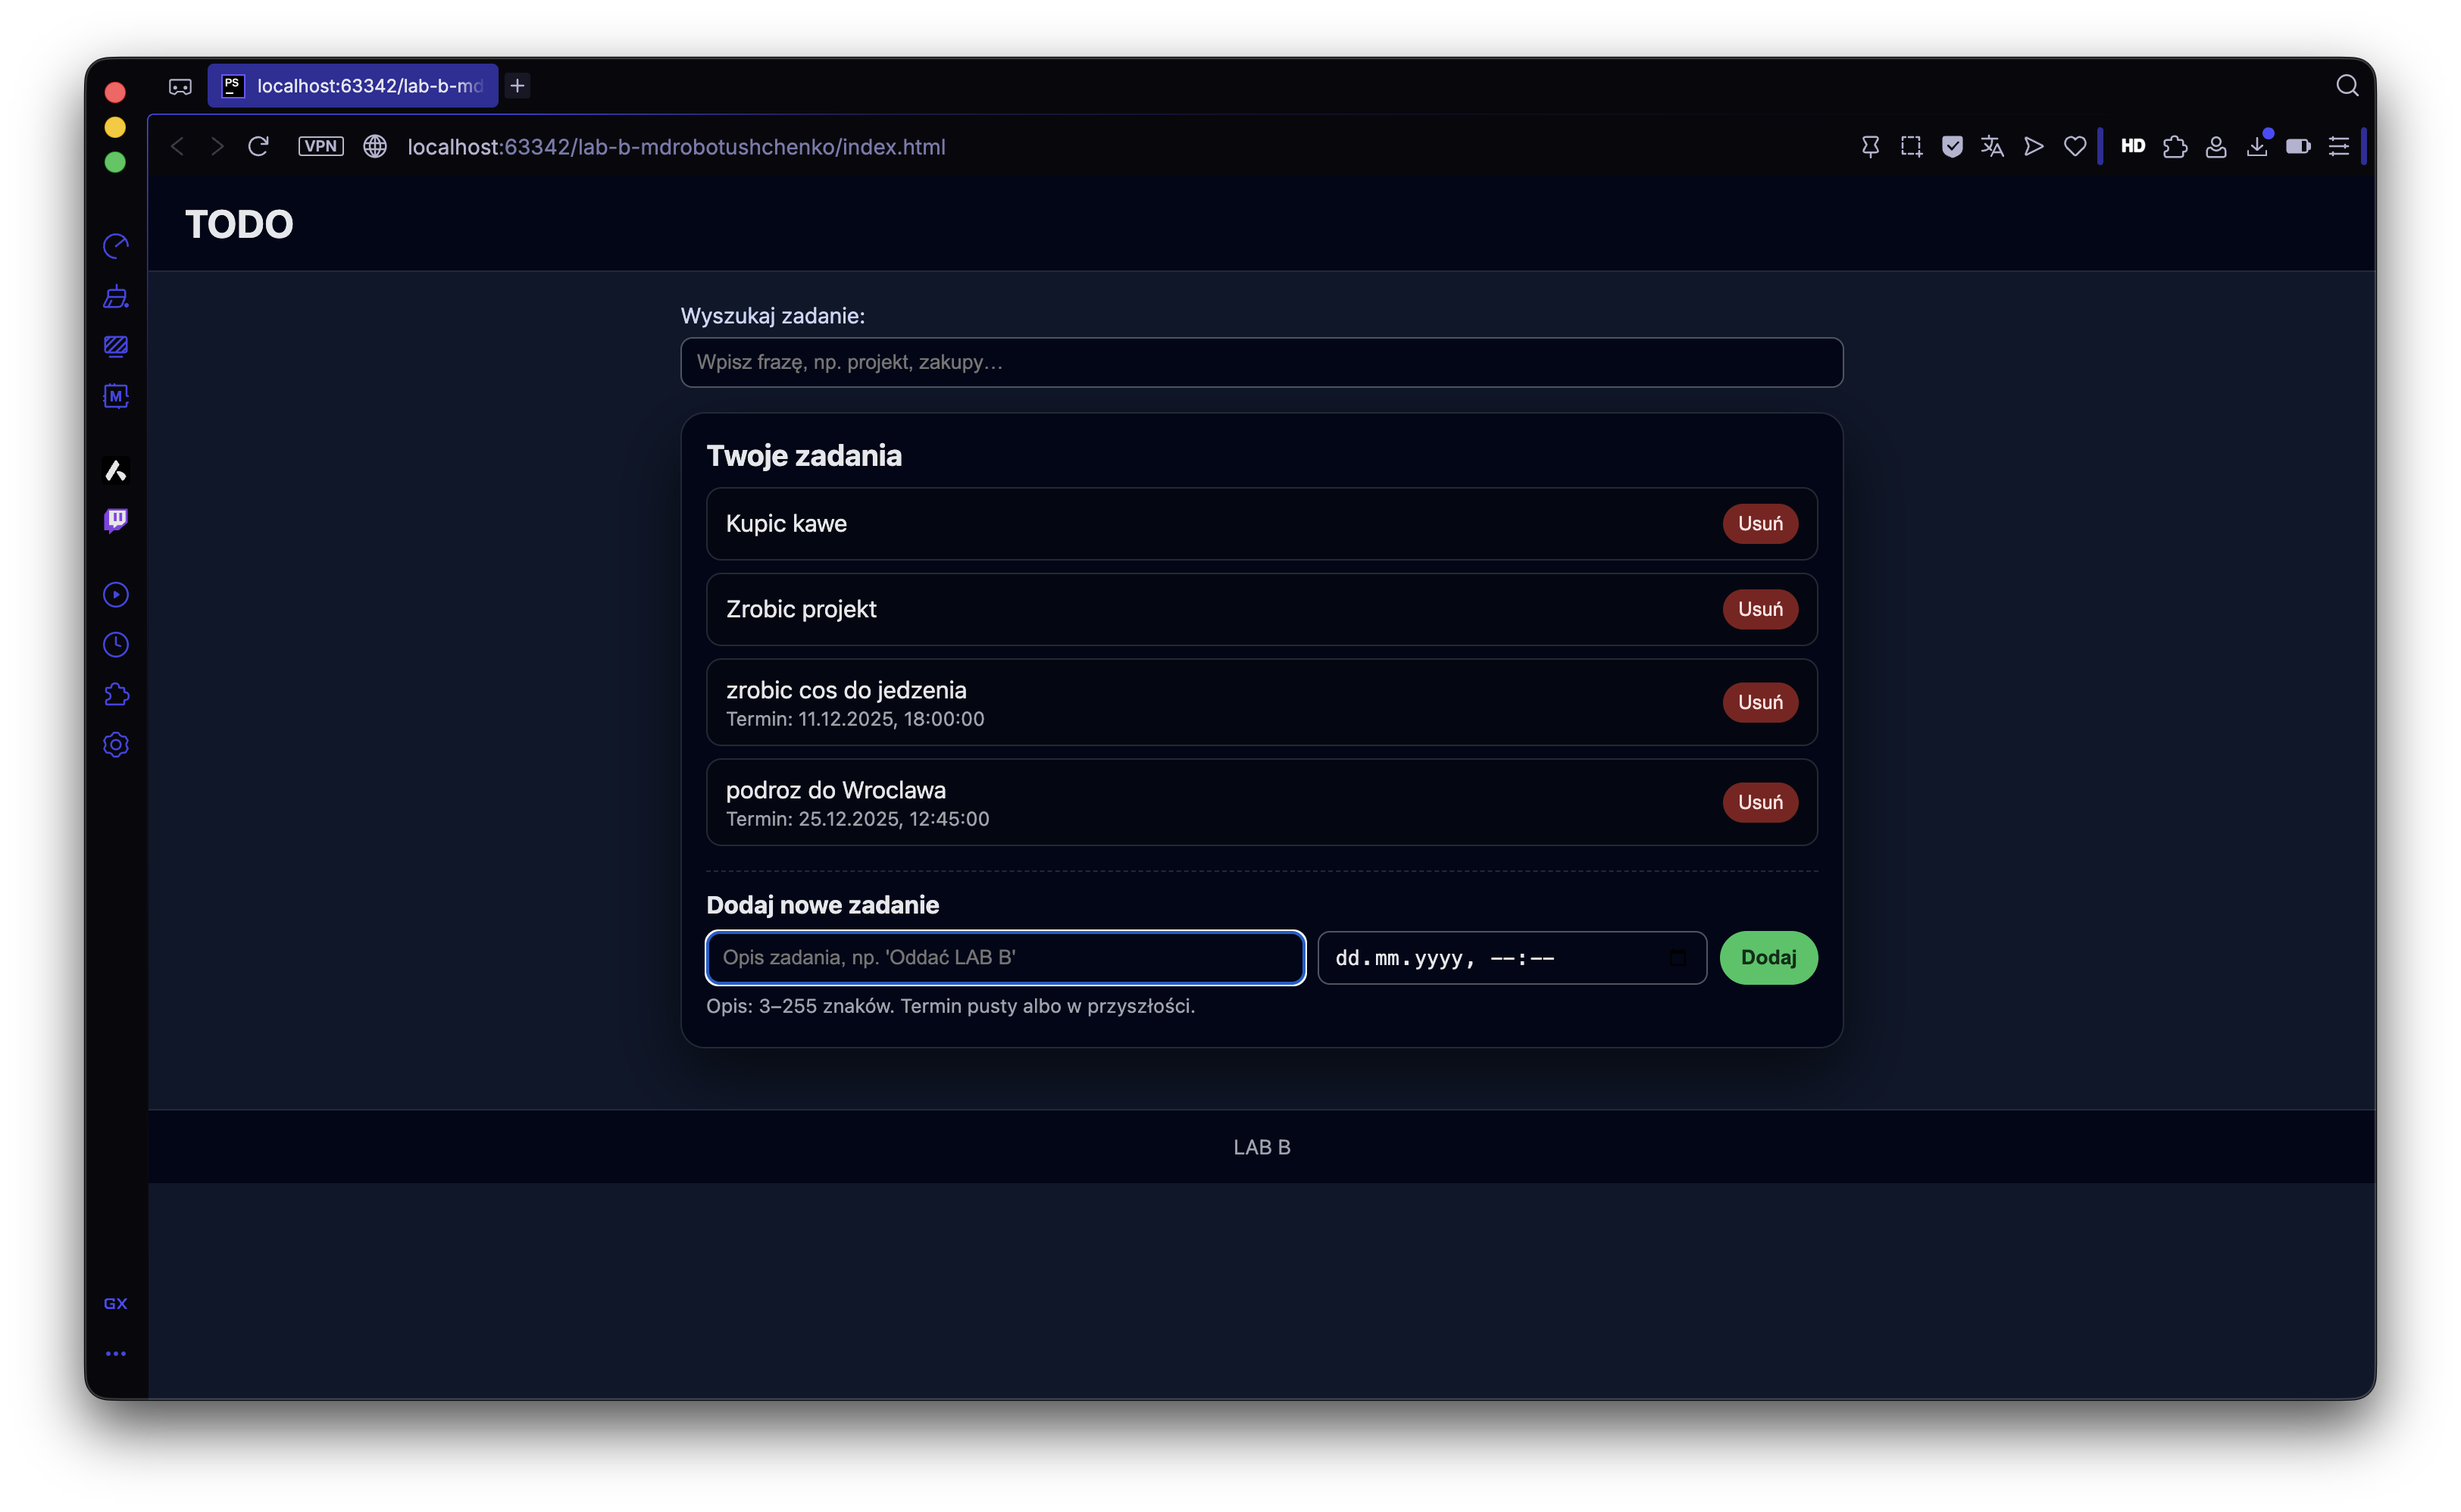 PS localhost:63342/lab-b-md
VPN localhost:63342/lab-b-mdrobotushchenko/index.html HD
TODO
M
Wyszukaj zadanie:
Wpisz frazę, np. projekt, zakupy...
Twoje zadania
Kupic kawe Usuń
Zrobic projekt Usuń
zrobic cos do jedzenia
Termin: 11.12.2025, 18:00:00 Usuń
podroz do Wroclawa
Termin: 25.12.2025, 12:45:00 Usuń
Dodaj nowe zadanie
Opis zadania, np. 'Oddać LAB B' dd.mm.yyyy, --:-- Dodaj
Opis: 3–255 znaków. Termin pusty albo w przyszłości.
LAB B
GX